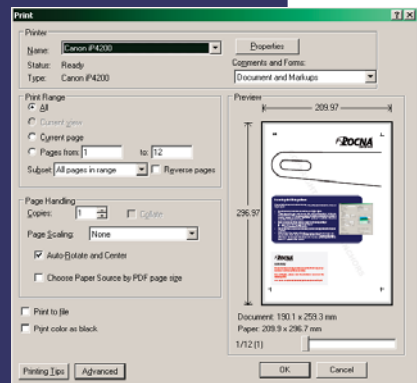 Print
Printer
Name: Canon iP4200
Properties
Status: Ready
Type: Canon iP4200
Comments and Forms:
Document and Markups
Print Range
All
Current view
Current page
Pages from: 1 to: 12
Subset: All pages in range
Reverse pages
Page Handling
Copies: 1
Collate
Page Scaling: None
Auto-Rotate and Center
Choose Paper Source by PDF page size
Print to file
Print color as black
Preview
209.97
296.97
ROCNA
Document: 190.1 x 259.3 mm
Paper: 209.9 x 296.7 mm
1/12 (1)
Printing Tips
Advanced
OK
Cancel